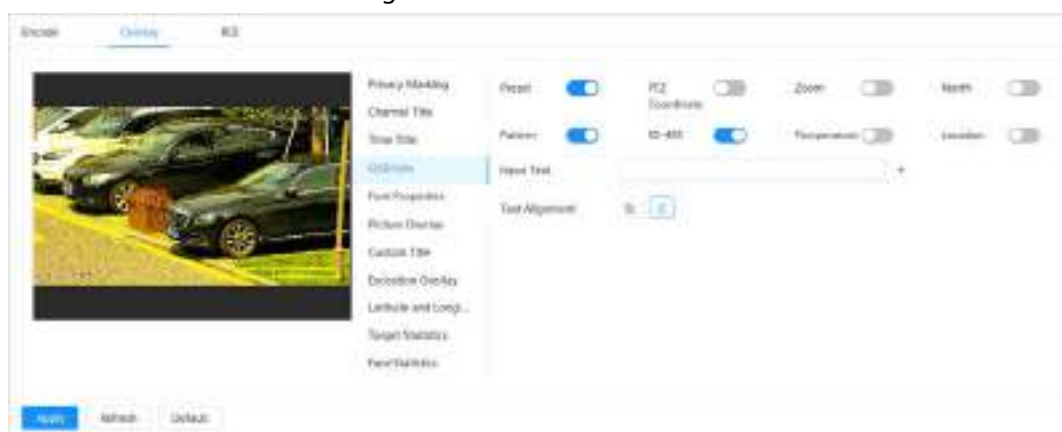 Encode Overlay ROI
Privacy Masking
Channel Title
Time Title
OSD Info
Font Properties
Picture Overlay
Custom Title
Exception Overlay
Latitude and Longi...
Target Statistics
Face Statistics
Preset PTZ Coordinate Zoom North
Pattern RS-485 Temperature Location
Input Text +
Text Alignment
Apply Refresh Default